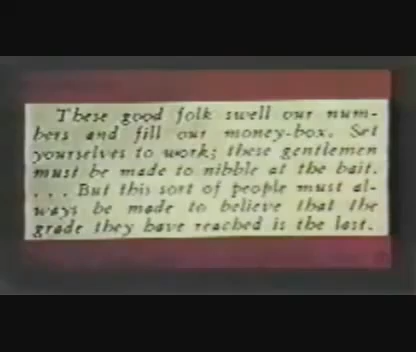 These good folk swell our num-
bers and fill our money-box. Set
yourselves to work; these gentlemen
must be made to nibble at the bait.
. . . But this sort of people must al-
ways be made to believe that the
grade they have reached is the last.